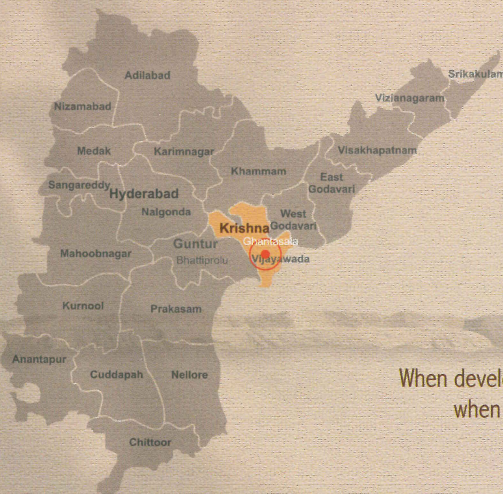 Adilabad
Srikakulam
Nizamabad
Vizianagaram
Medak
Karimnagar
Visakhapatnam
Khammam
Sangareddy
Hyderabad
East
Godavari
Nalgonda
West
Godavari
Krishna
Guntur
Ghantasala
Mahoobnagar
Bhattiprolu
Vijayawada
Kurnool
Prakasam
Anantapur
Cuddapah
Nellore
When devel
when
Chittoor